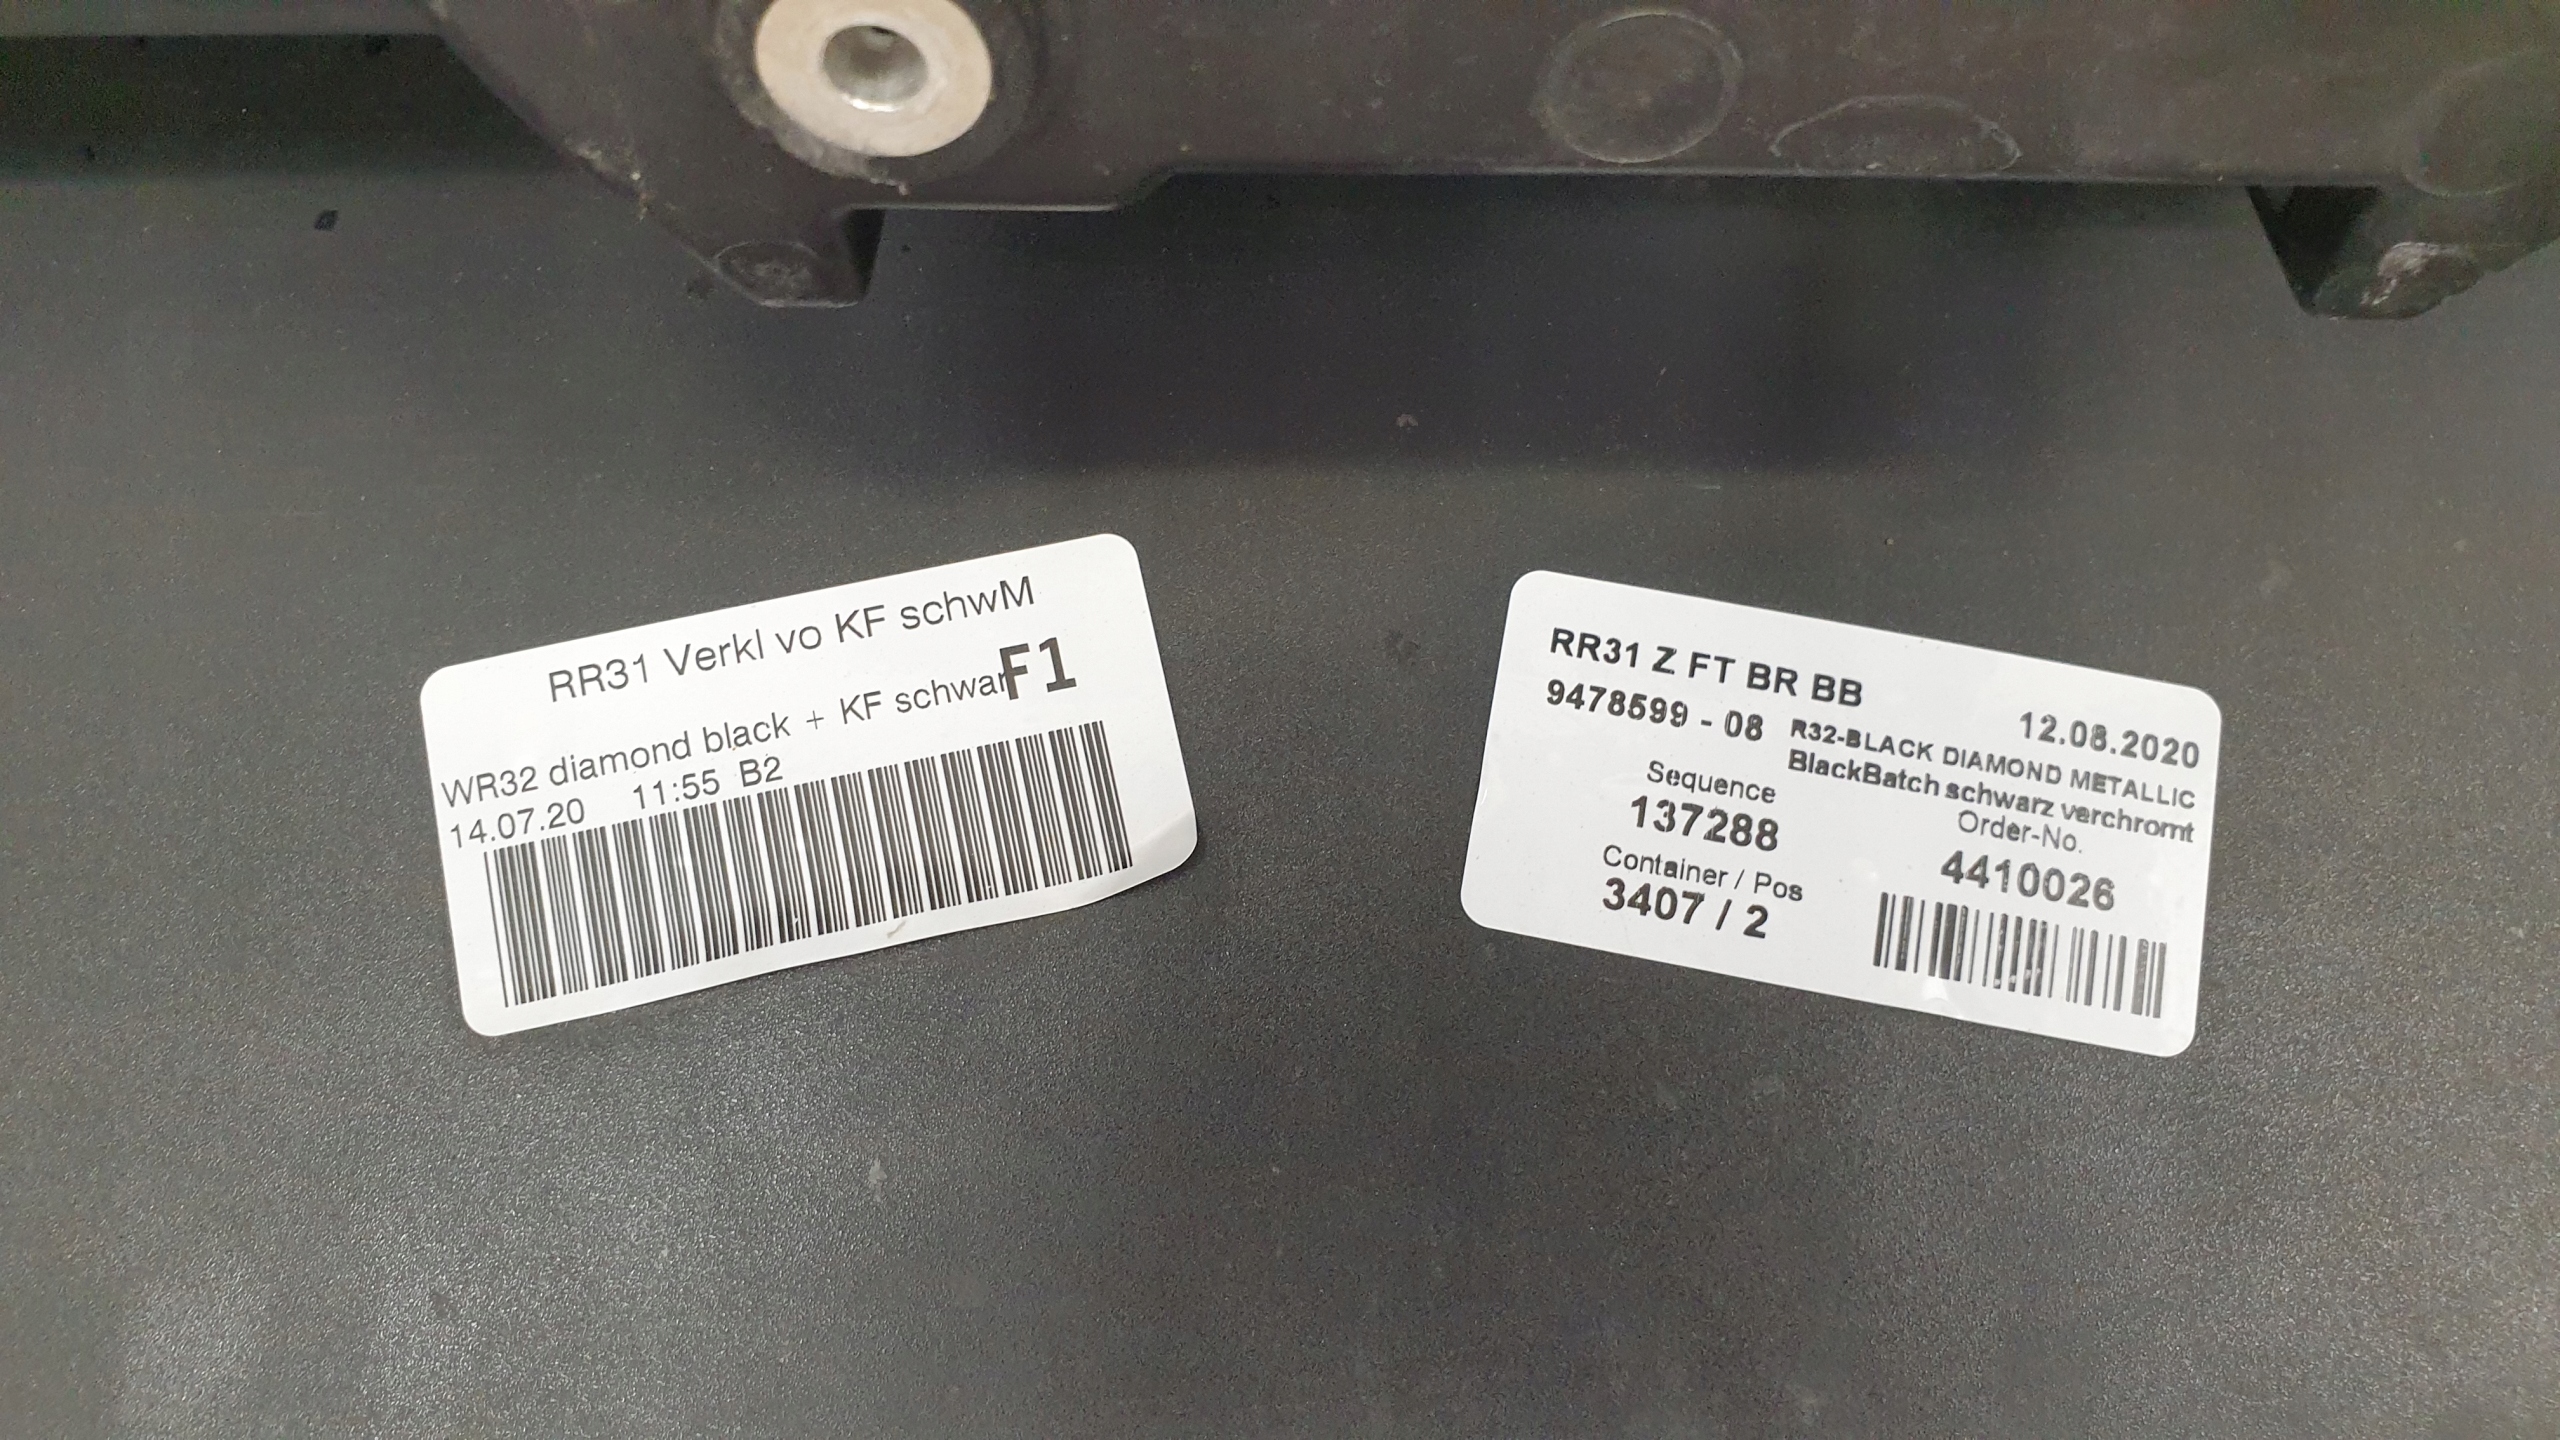 RR31 Verkl vo KF schwM
F1
WR32 diamond black + KF schwar
14.07.20 11:55 B2
RR31 Z FT BR BB
12.08.2020
9478599 - 08
R32-BLACK DIAMOND METALLIC
BlackBatch schwarz verchromt
Sequence
137288
Order-No.
4410026
Container / Pos
3407 / 2